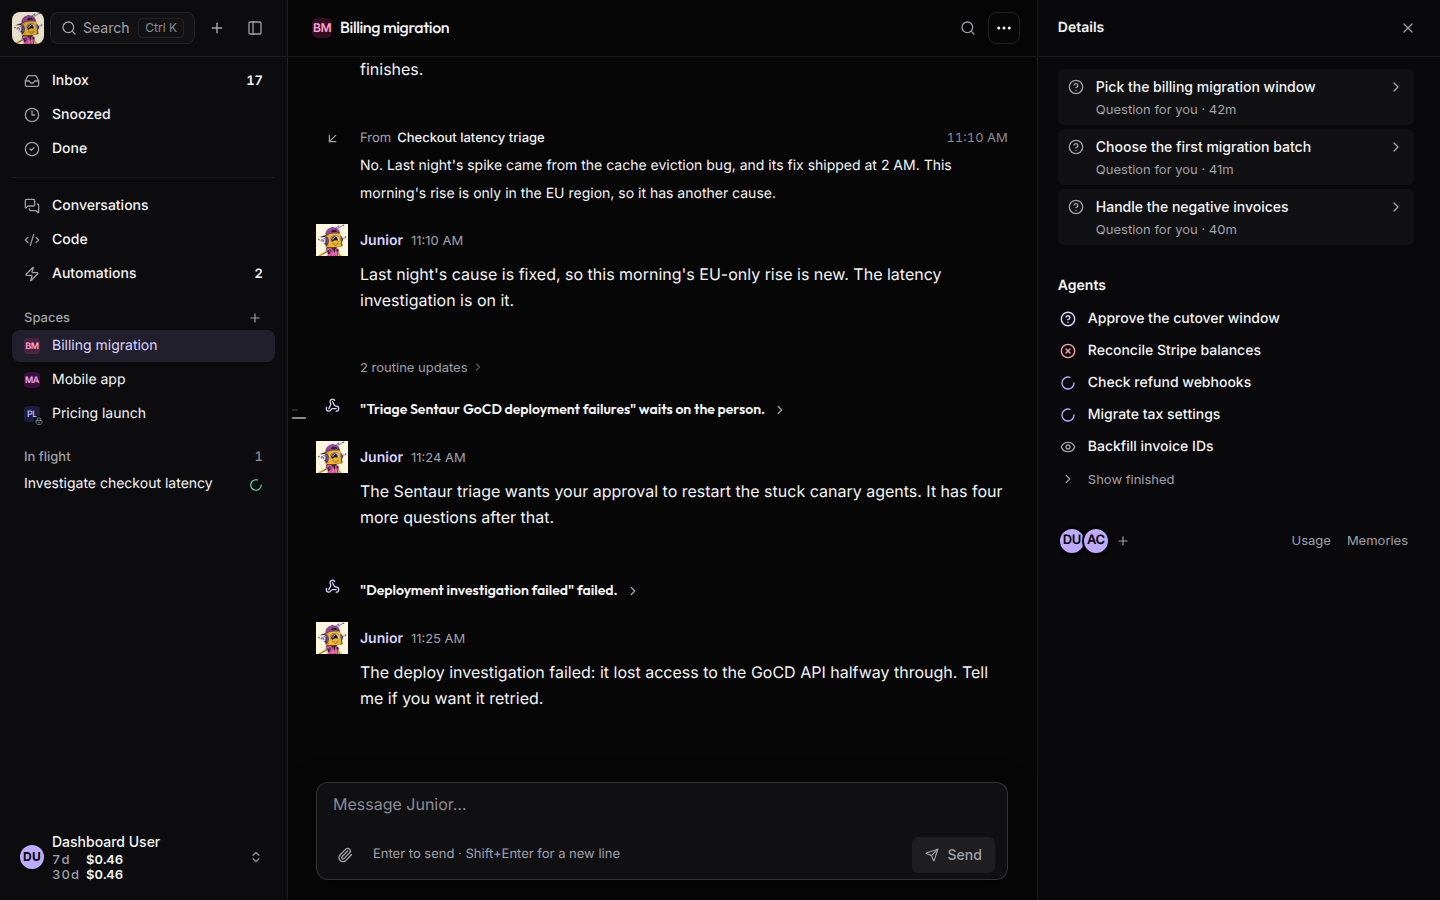 Search Ctrl K
Inbox 17
Snoozed
Done
Conversations
Code
Automations 2
Spaces
BM Billing migration
MA Mobile app
PL Pricing launch
In flight 1
Investigate checkout latency
DU Dashboard User
7d $0.46
30d $0.46
BM Billing migration
finishes.
From Checkout latency triage 11:10 AM
No. Last night's spike came from the cache eviction bug, and its fix shipped at 2 AM. This
morning's rise is only in the EU region, so it has another cause.
Junior 11:10 AM
Last night's cause is fixed, so this morning's EU-only rise is new. The latency
investigation is on it.
2 routine updates
"Triage Sentaur GoCD deployment failures" waits on the person.
Junior 11:24 AM
The Sentaur triage wants your approval to restart the stuck canary agents. It has four
more questions after that.
"Deployment investigation failed" failed.
Junior 11:25 AM
The deploy investigation failed: it lost access to the GoCD API halfway through. Tell
me if you want it retried.
Message Junior...
Enter to send · Shift+Enter for a new line
Send
Details
Pick the billing migration window
Question for you · 42m
Choose the first migration batch
Question for you · 41m
Handle the negative invoices
Question for you · 40m
Agents
Approve the cutover window
Reconcile Stripe balances
Check refund webhooks
Migrate tax settings
Backfill invoice IDs
Show finished
DU AC Usage Memories